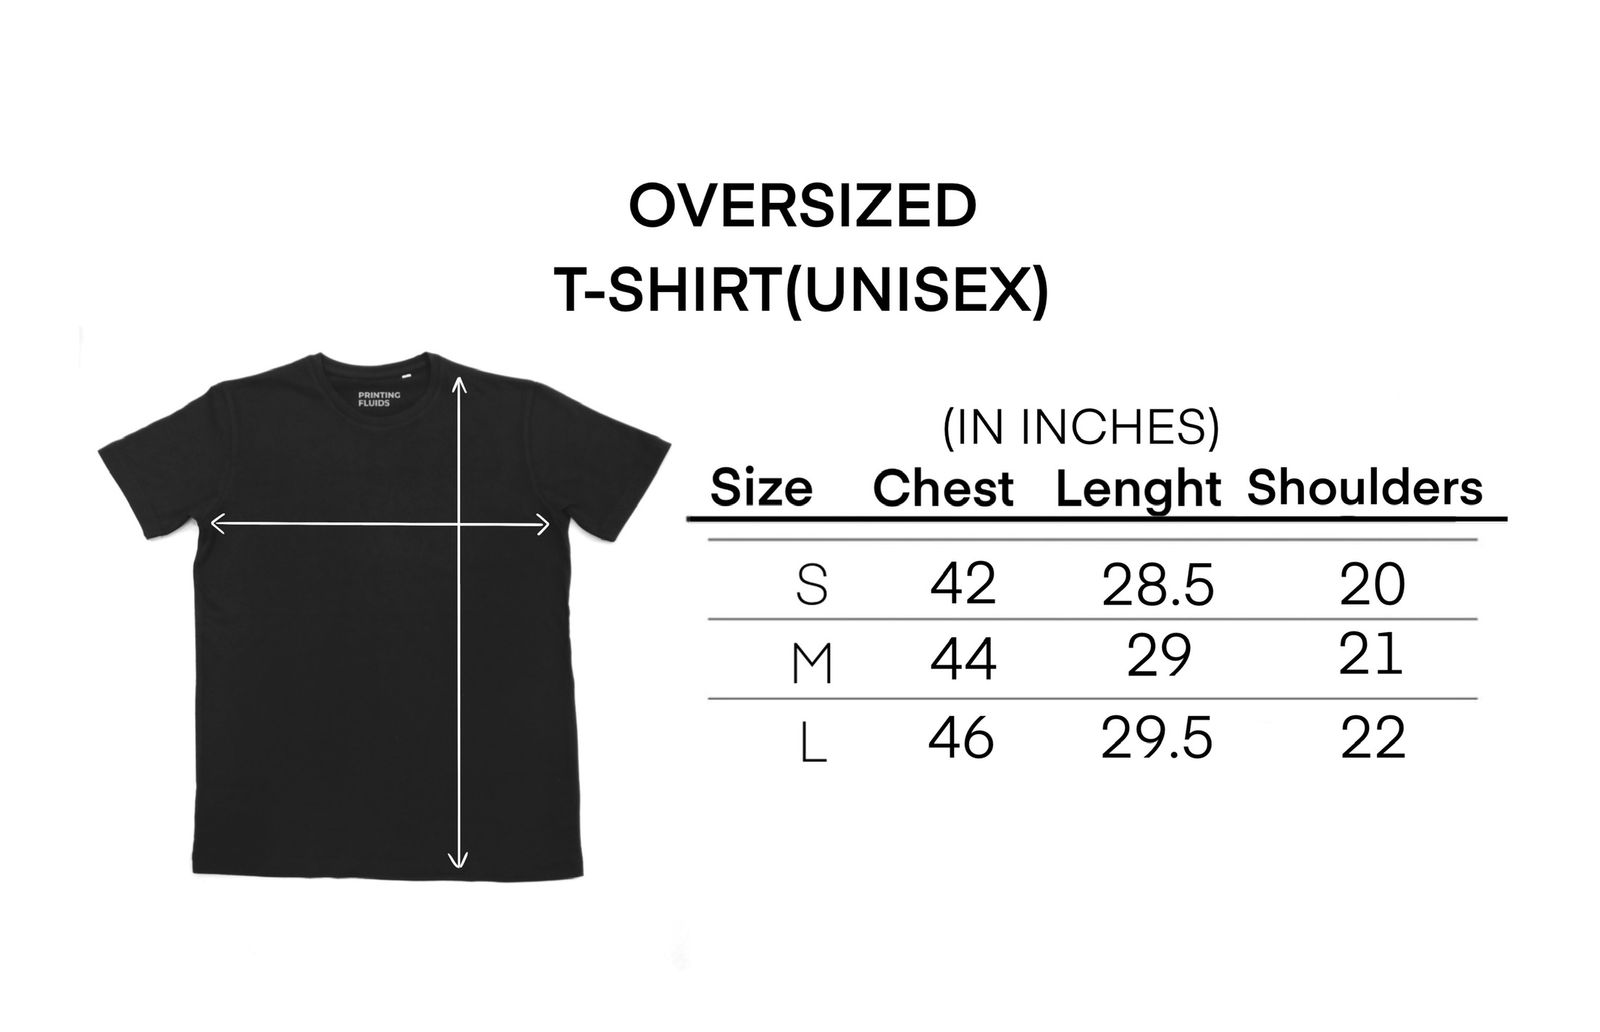 OVERSIZED
T-SHIRT(UNISEX)
PRINTING
FLUIDS
(IN INCHES)
Size Chest Lenght Shoulders
S 42 28.5 20
M 44 29 21
L 46 29.5 22